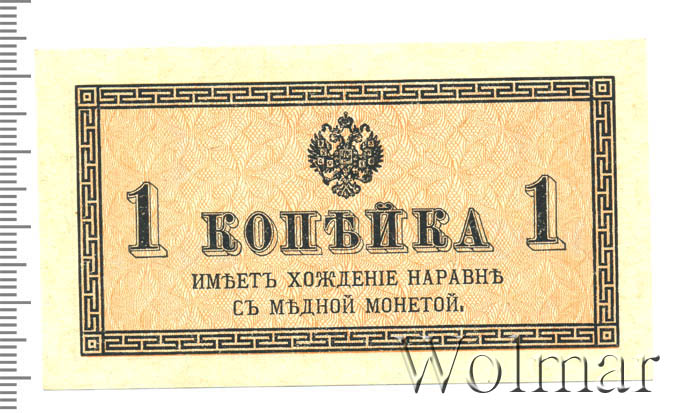 1 КОПѢЙКА 1
ИМѢЕТЪ ХОЖДЕНІЕ НАРАВНѢ
СЪ МѢДНОЙ МОНЕТОЙ.
Wolmar